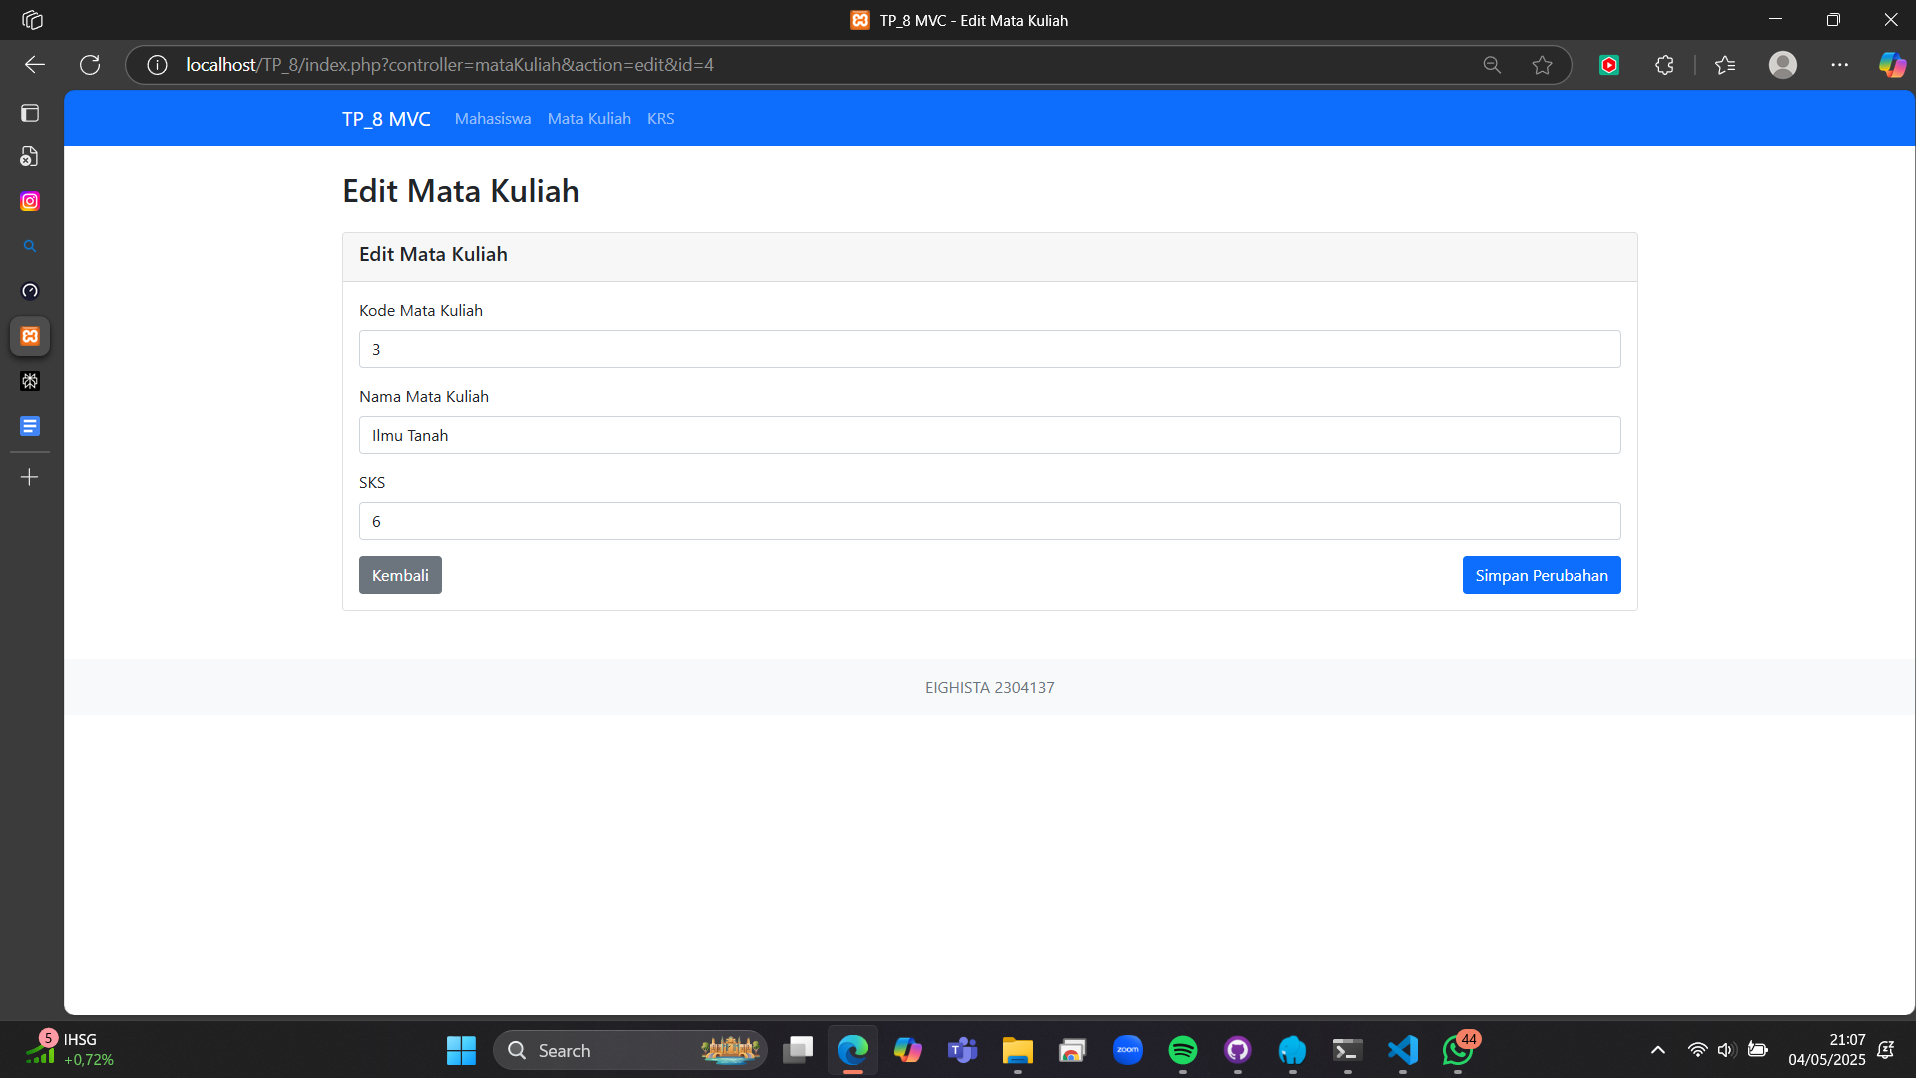 TP_8 MVC - Edit Mata Kuliah
localhost/TP_8/index.php?controller=mataKuliah&action=edit&id=4
TP_8 MVC Mahasiswa Mata Kuliah KRS
Edit Mata Kuliah
Edit Mata Kuliah
Kode Mata Kuliah
3
Nama Mata Kuliah
Ilmu Tanah
SKS
6
Kembali Simpan Perubahan
EIGHISTA 2304137
5 IHSG
+0,72%
Search
zoom
44
21:07
04/05/2025